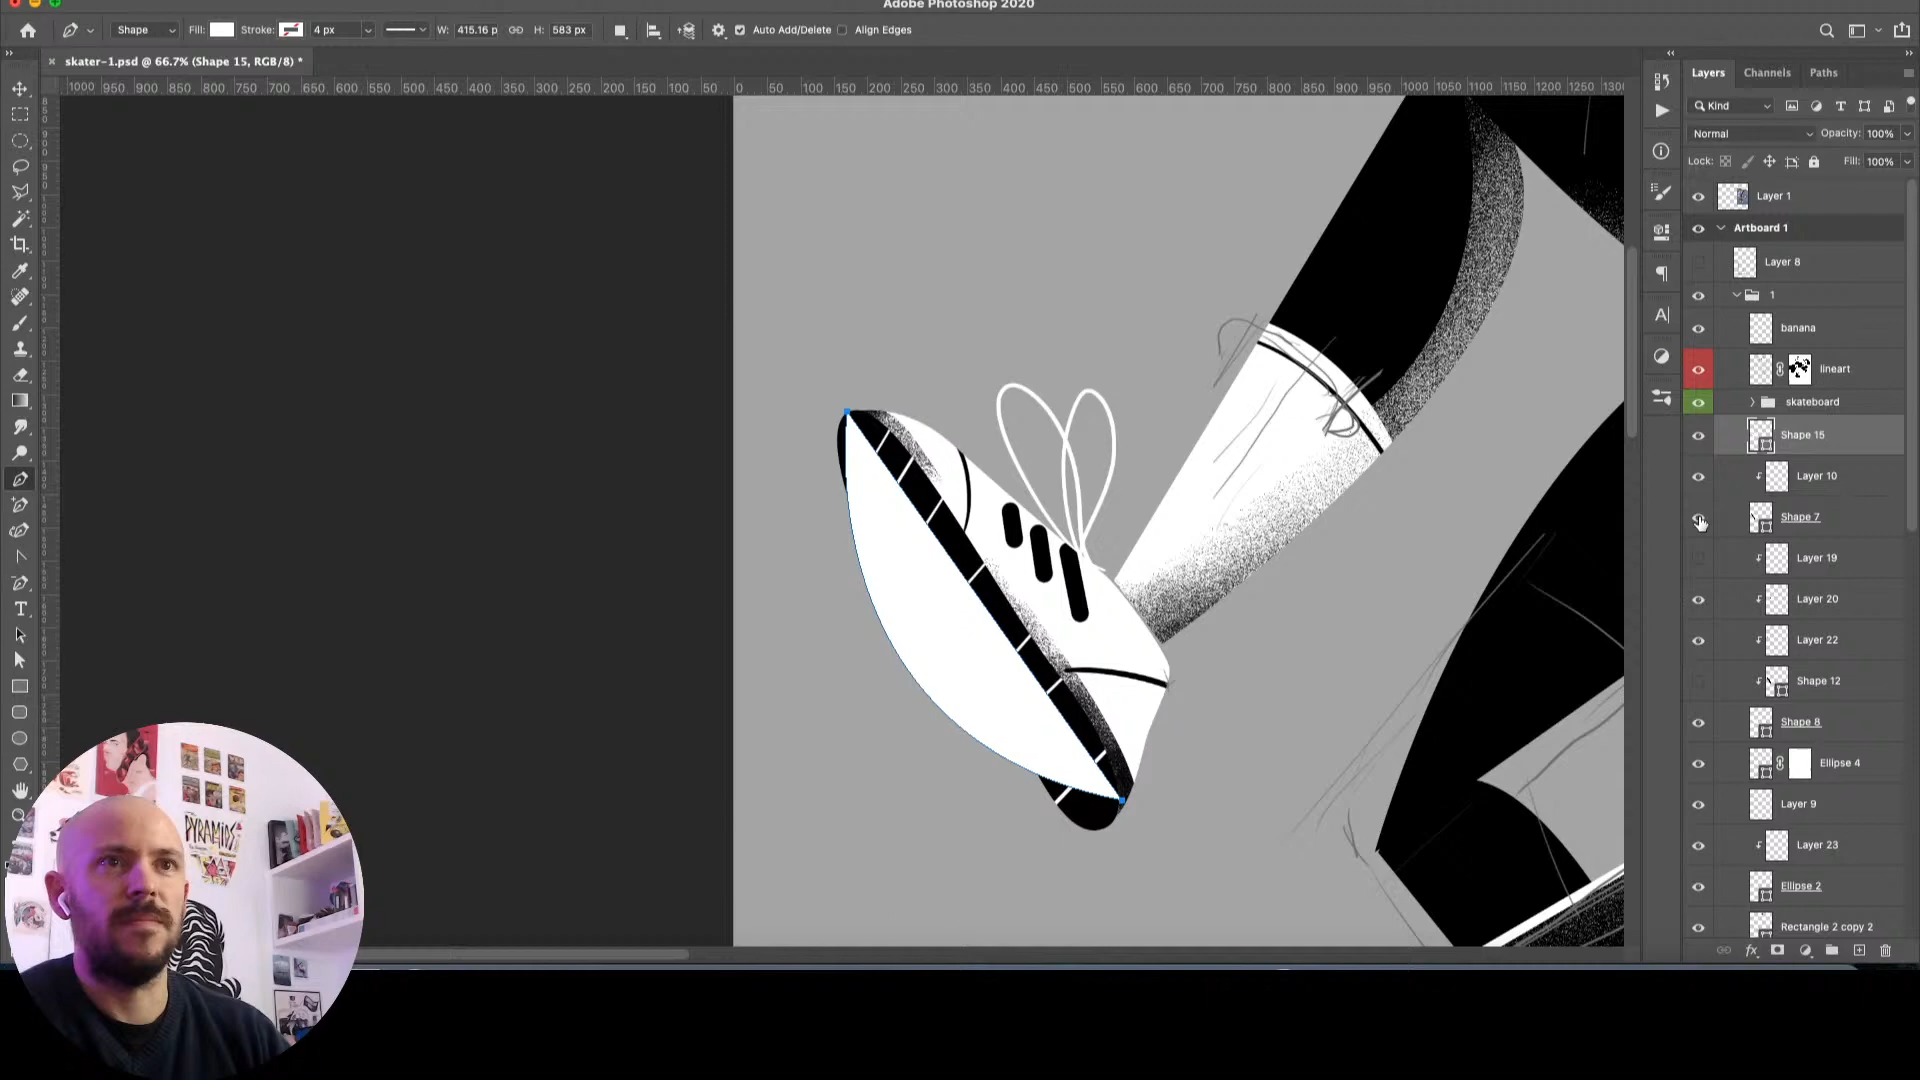 Adobe Photoshop 2020
Shape Fill: Stroke: 4 px W: 415.16 p H: 583 px Auto Add/Delete Align Edges
skater-1.psd @ 66.7% (Shape 15, RGB/8) *
1000 950 900 850 800 750 700 650 600 550 500 450 400 350 300 250 200 150 100 50 0 50 100 150 200 250 300 350 400 450 500 550 600 650 700 750 800 850 900 950 1000 1050 1100 1150 1200 1250 1300
Layers Channels Paths
Kind
Normal Opacity: 100%
Lock: Fill: 100%
Layer 1
Artboard 1
Layer 8
1
banana
lineart
skateboard
Shape 15
Layer 10
Shape 7
Layer 19
Layer 20
Layer 22
Shape 12
Shape 8
Ellipse 4
Layer 9
Layer 23
Ellipse 2
Rectangle 2 copy 2
fx
PYRAMIDS